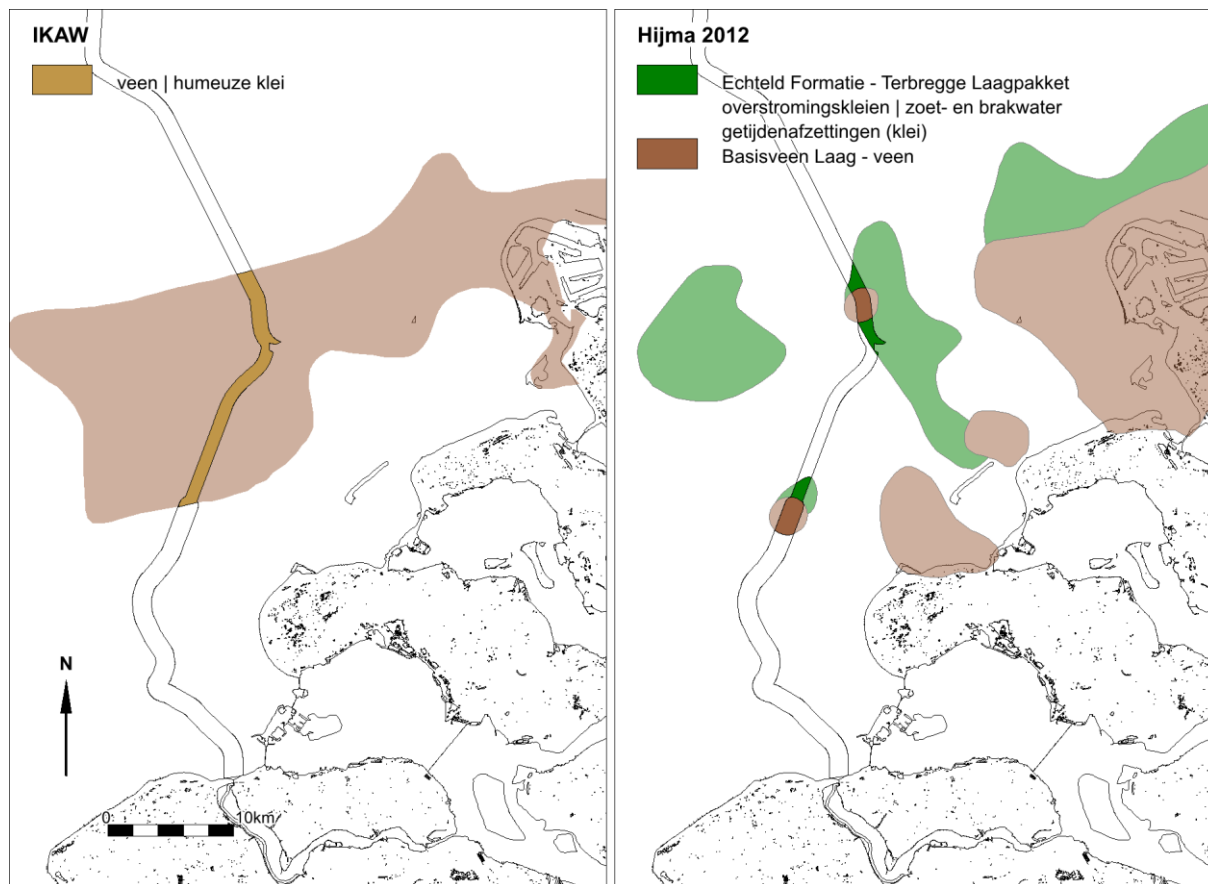 IKAW
veen | humeuze klei
N
0 10km
Hijma 2012
Echteld Formatie - Terbregge Laagpakket
overstromingskleien | zoet- en brakwater
getijdenafzettingen (klei)
Basisveen Laag - veen